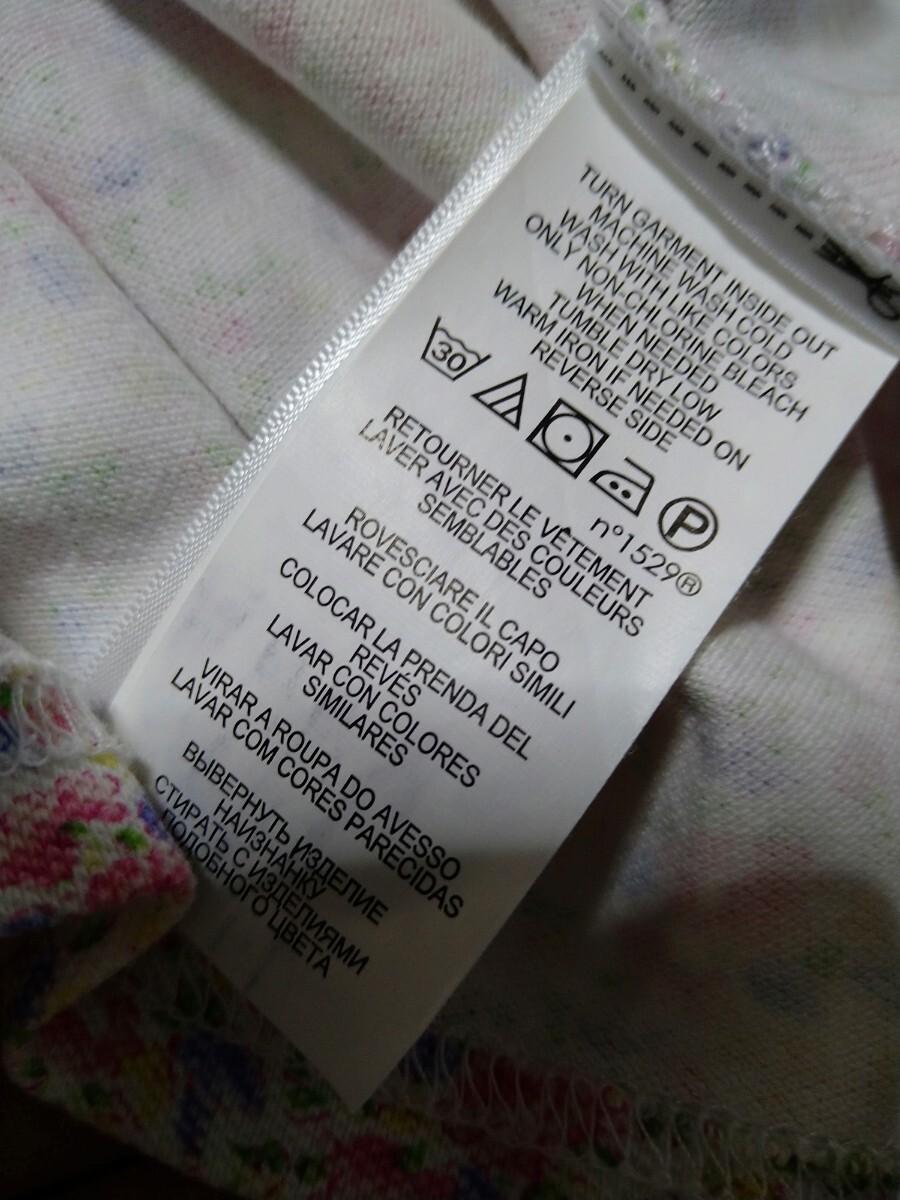 TURN GARMENT INSIDE OUT
MACHINE WASH COLD
WASH WITH LIKE COLORS
ONLY NON-CHLORINE BLEACH
WHEN NEEDED
TUMBLE DRY LOW
WARM IRON IF NEEDED ON
REVERSE SIDE
30
P
n°1529®
RETOURNER LE VÊTEMENT
LAVER AVEC DES COULEURS
SEMBLABLES
ROVESCIARE IL CAPO
LAVARE CON COLORI SIMILI
COLOCAR LA PRENDA DEL
REVÉS
LAVAR CON COLORES
SIMILARES
VIRAR A ROUPA DO AVESSO
LAVAR COM CORES PARECIDAS
ВЫВЕРНУТЬ ИЗДЕЛИЕ
НАИЗНАНКУ
СТИРАТЬ С ИЗДЕЛИЯМИ
ПОДОБНОГО ЦВЕТА